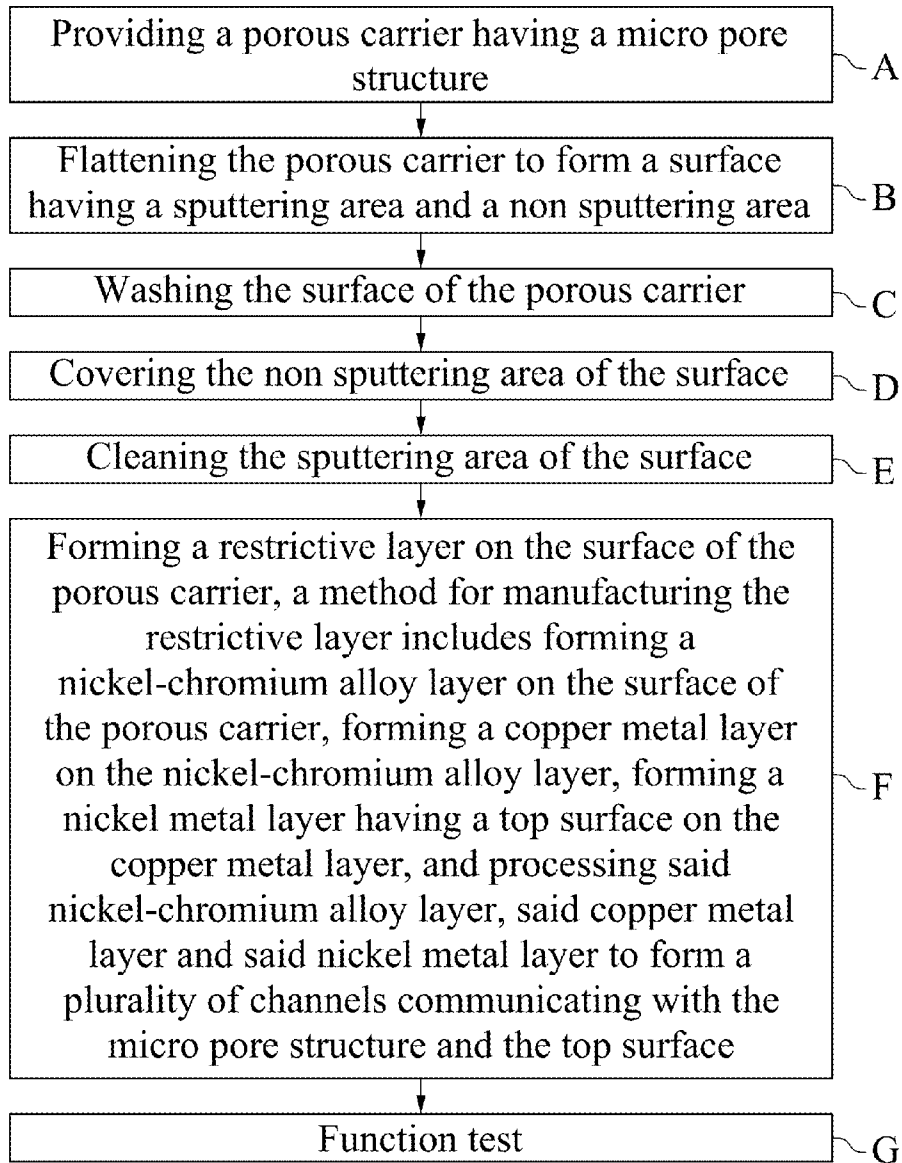 Providing a porous carrier having a micro pore
structure
A
Flattening the porous carrier to form a surface
having a sputtering area and a non sputtering area
B
Washing the surface of the porous carrier
C
Covering the non sputtering area of the surface
D
Cleaning the sputtering area of the surface
E
Forming a restrictive layer on the surface of the
porous carrier, a method for manufacturing the
restrictive layer includes forming a
nickel-chromium alloy layer on the surface of
the porous carrier, forming a copper metal layer
on the nickel-chromium alloy layer, forming a
nickel metal layer having a top surface on the
copper metal layer, and processing said
nickel-chromium alloy layer, said copper metal
layer and said nickel metal layer to form a
plurality of channels communicating with the
micro pore structure and the top surface
F
Function test
G